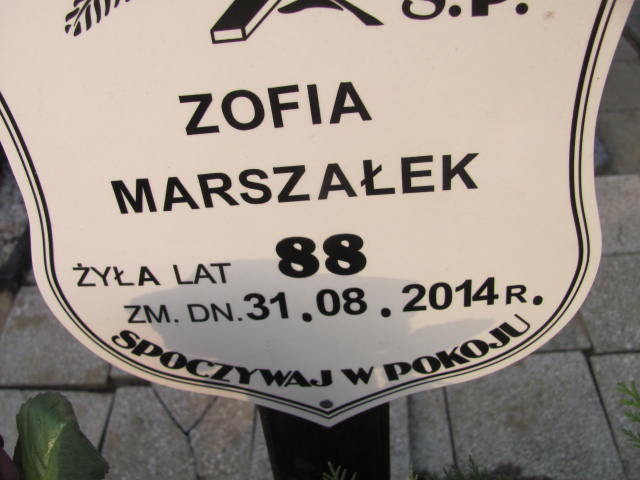 Ś.P.
ZOFIA
MARSZAŁEK
ŻYŁA LAT 88
ZM. DN. 31.08.2014 R.
SPOCZYWAJ W POKOJU